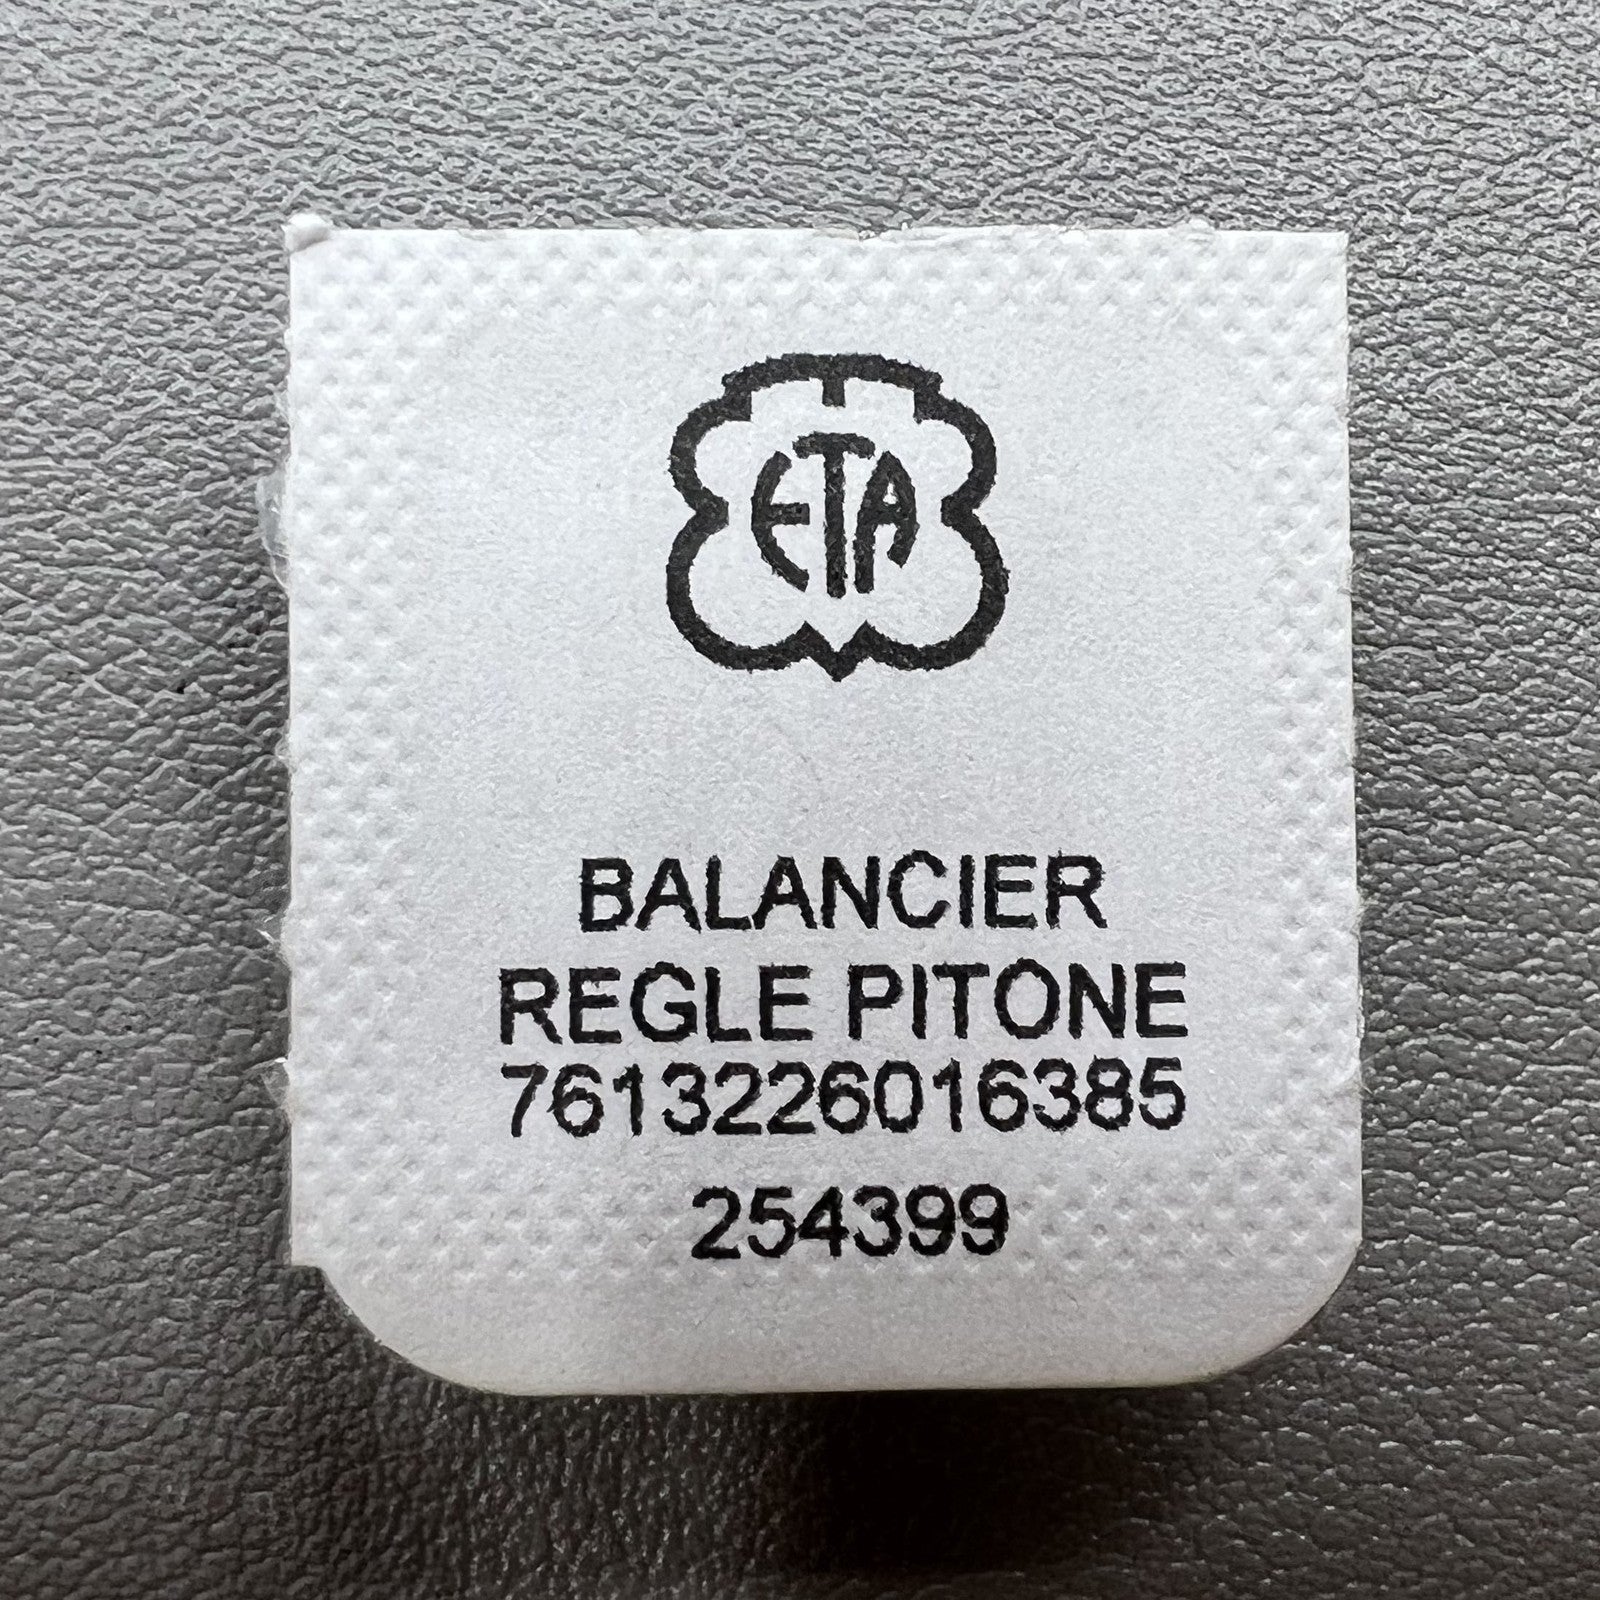 ETA
BALANCIER
REGLE PITONE
7613226016385
254399